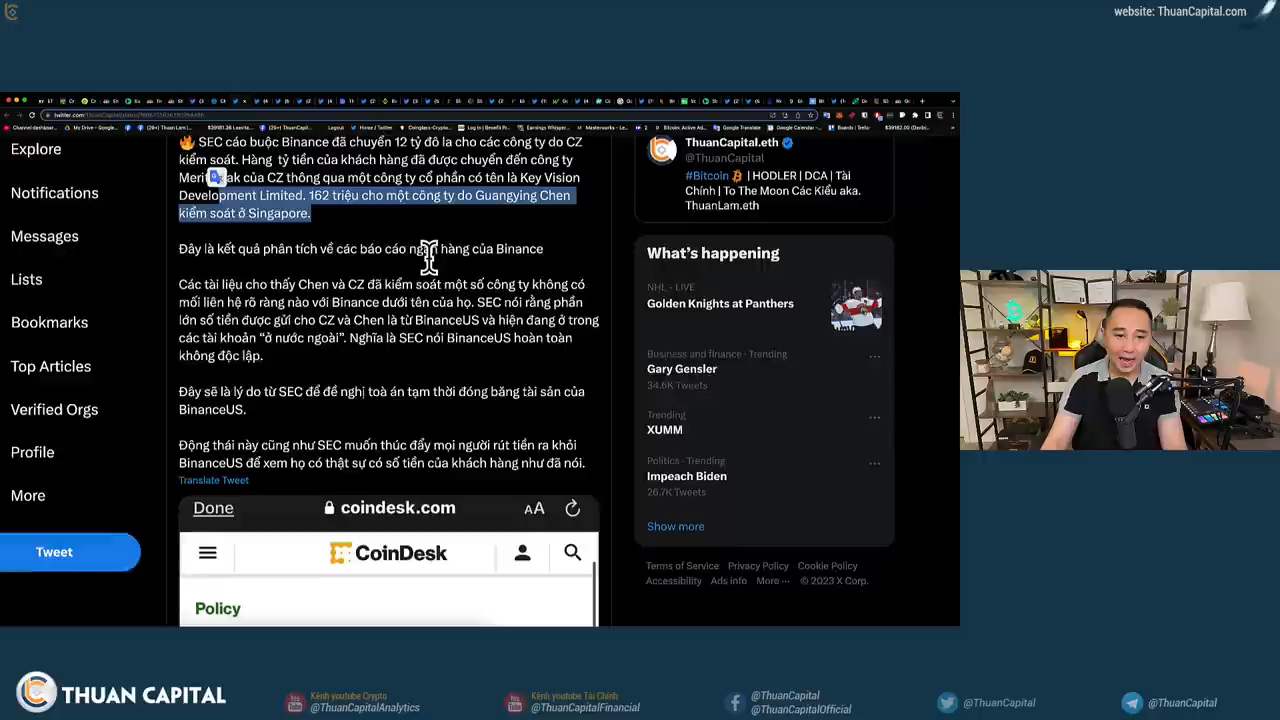 website: ThuanCapital.com
Explore
Notifications
Messages
Lists
Bookmarks
Top Articles
Verified Orgs
Profile
More
Tweet
🔥 SEC cáo buộc Binance đã chuyển 12 tỷ đô la cho các công ty do CZ
kiểm soát. Hàng tỷ tiền của khách hàng đã được chuyển đến công ty
Merit ak của CZ thông qua một công ty cổ phần có tên là Key Vision
Development Limited. 162 triệu cho một công ty do Guangying Chen
kiểm soát ở Singapore.
Đây là kết quả phân tích về các báo cáo ngân hàng của Binance
Các tài liệu cho thấy Chen và CZ đã kiểm soát một số công ty không có
mối liên hệ rõ ràng nào với Binance dưới tên của họ. SEC nói rằng phần
lớn số tiền được gửi cho CZ và Chen là từ BinanceUS và hiện đang ở trong
các tài khoản “ở nước ngoài”. Nghĩa là SEC nói BinanceUS hoàn toàn
không độc lập.
Đây sẽ là lý do từ SEC để đề nghị toà án tạm thời đóng băng tài sản của
BinanceUS.
Động thái này cũng như SEC muốn thúc đẩy mọi người rút tiền ra khỏi
BinanceUS để xem họ có thật sự có số tiền của khách hàng như đã nói.
Translate Tweet
Done
coindesk.com
AA
CoinDesk
Policy
ThuanCapital.eth
@ThuanCapital
#Bitcoin | HODLER | DCA | Tài
Chính | To The Moon Các Kiểu aka.
ThuanLam.eth
What's happening
NHL · LIVE
Golden Knights at Panthers
Business and finance · Trending
Gary Gensler
34.6K Tweets
Trending
XUMM
Politics · Trending
Impeach Biden
26.7K Tweets
Show more
Terms of Service Privacy Policy Cookie Policy
Accessibility Ads info More ··· © 2023 X Corp.
THUAN CAPITAL
Kênh youtube Crypto
@ThuanCapitalAnalytics
Kênh youtube Tài Chính
@ThuanCapitalFinancial
@ThuanCapital
@ThuanCapitalOfficial
@ThuanCapital
@ThuanCapital